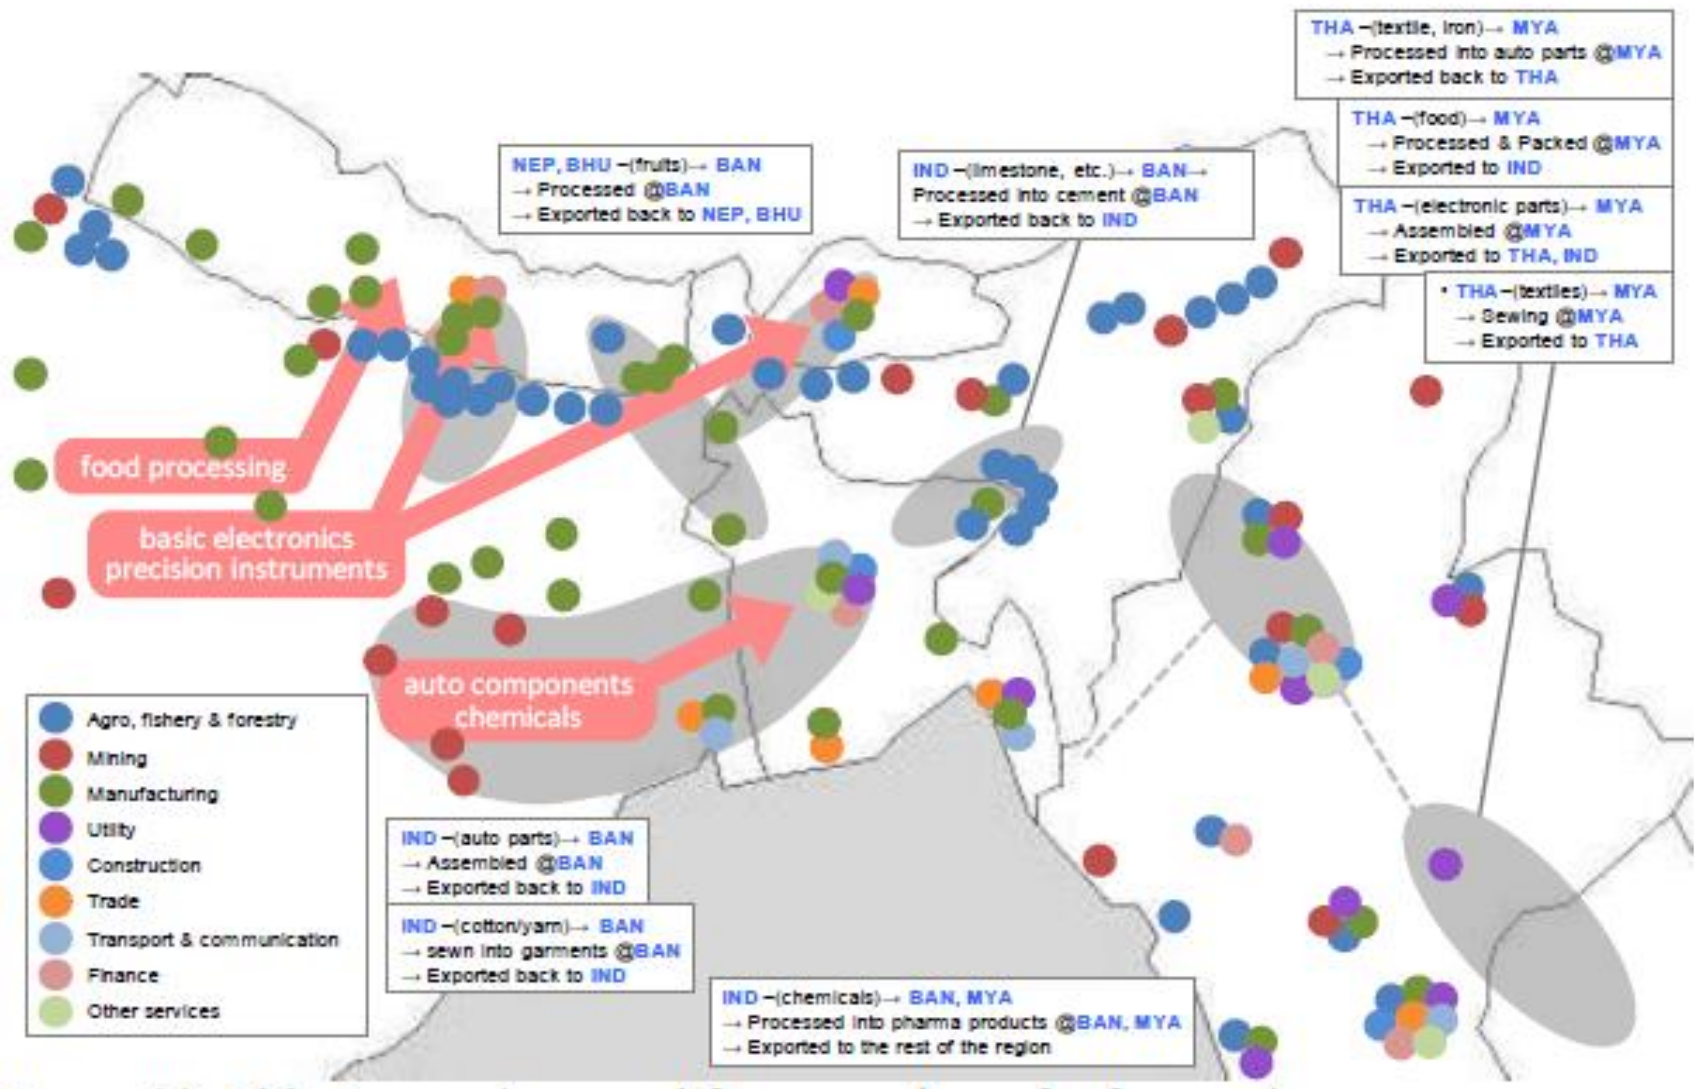 THA –(textile, iron)→ MYA
→ Processed into auto parts @MYA
→ Exported back to THA
THA –(food)→ MYA
→ Processed & Packed @MYA
→ Exported to IND
THA –(electronic parts)→ MYA
→ Assembled @MYA
→ Exported to THA, IND
• THA –(textiles)→ MYA
→ Sewing @MYA
→ Exported to THA
NEP, BHU –(fruits)→ BAN
→ Processed @BAN
→ Exported back to NEP, BHU
IND –(limestone, etc.)→ BAN→
Processed into cement @BAN
→ Exported back to IND
food processing
basic electronics
precision instruments
auto components
chemicals
Agro, fishery & forestry
Mining
Manufacturing
Utility
Construction
Trade
Transport & communication
Finance
Other services
IND –(auto parts)→ BAN
→ Assembled @BAN
→ Exported back to IND
IND –(cotton/yarn)→ BAN
→ sewn into garments @BAN
→ Exported back to IND
IND –(chemicals)→ BAN, MYA
→ Processed into pharma products @BAN, MYA
→ Exported to the rest of the region